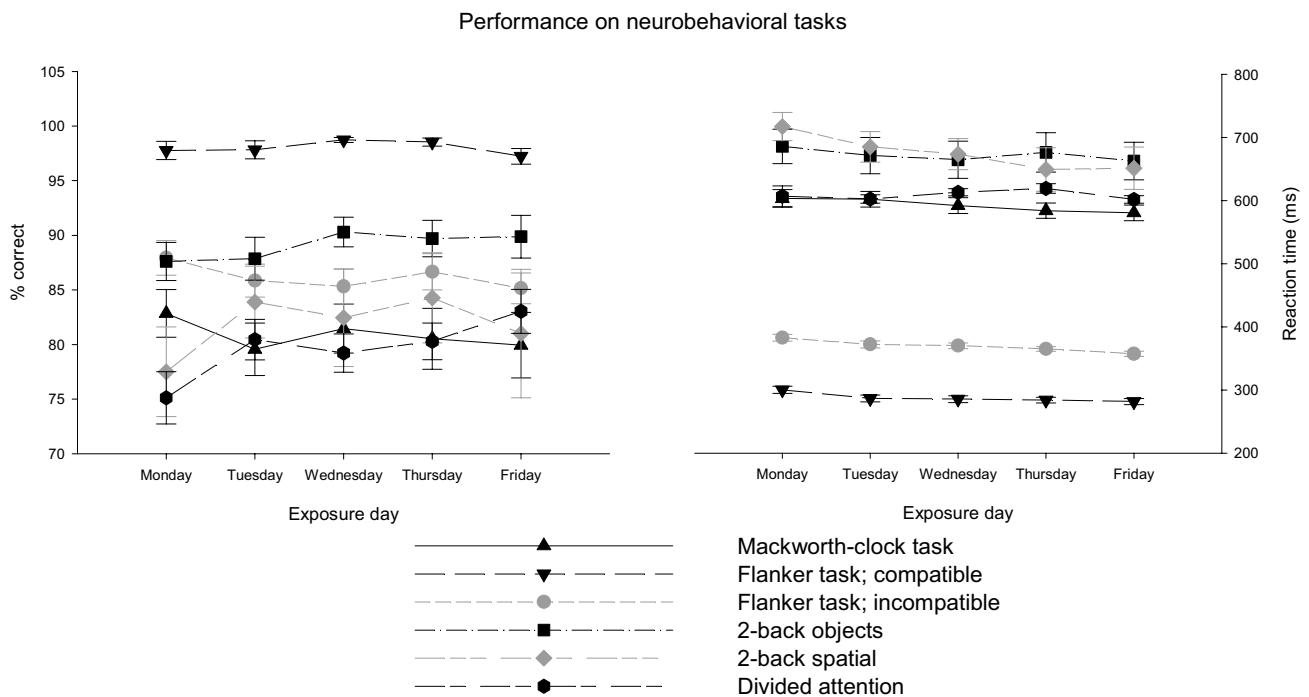 Performance on neurobehavioral tasks
% correct
105
100
95
90
85
80
75
70
Monday Tuesday Wednesday Thursday Friday
Exposure day
800
700
600
500
400
300
200
Reaction time (ms)
Monday Tuesday Wednesday Thursday Friday
Exposure day
Mackworth-clock task
Flanker task; compatible
Flanker task; incompatible
2-back objects
2-back spatial
Divided attention